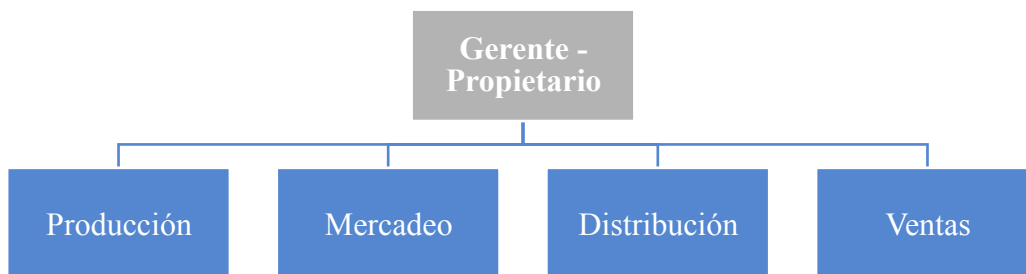 Gerente -
Propietario
Producción
Mercadeo
Distribución
Ventas